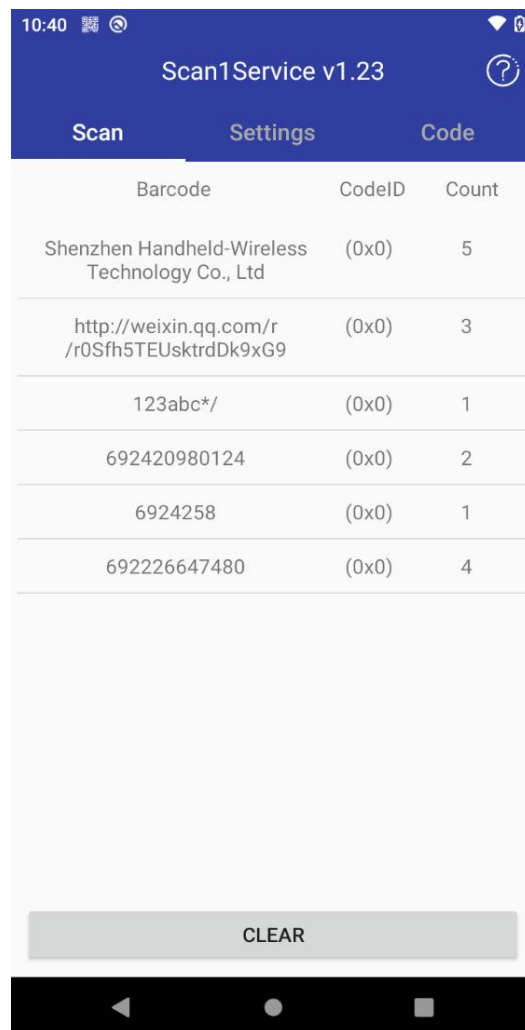 10:40
Scan1Service v1.23
Scan Settings Code
Barcode CodeID Count
Shenzhen Handheld-Wireless (0x0) 5
Technology Co., Ltd
http://weixin.qq.com/r (0x0) 3
/r0Sfh5TEUsktrdDk9xG9
123abc*/ (0x0) 1
692420980124 (0x0) 2
6924258 (0x0) 1
692226647480 (0x0) 4
CLEAR